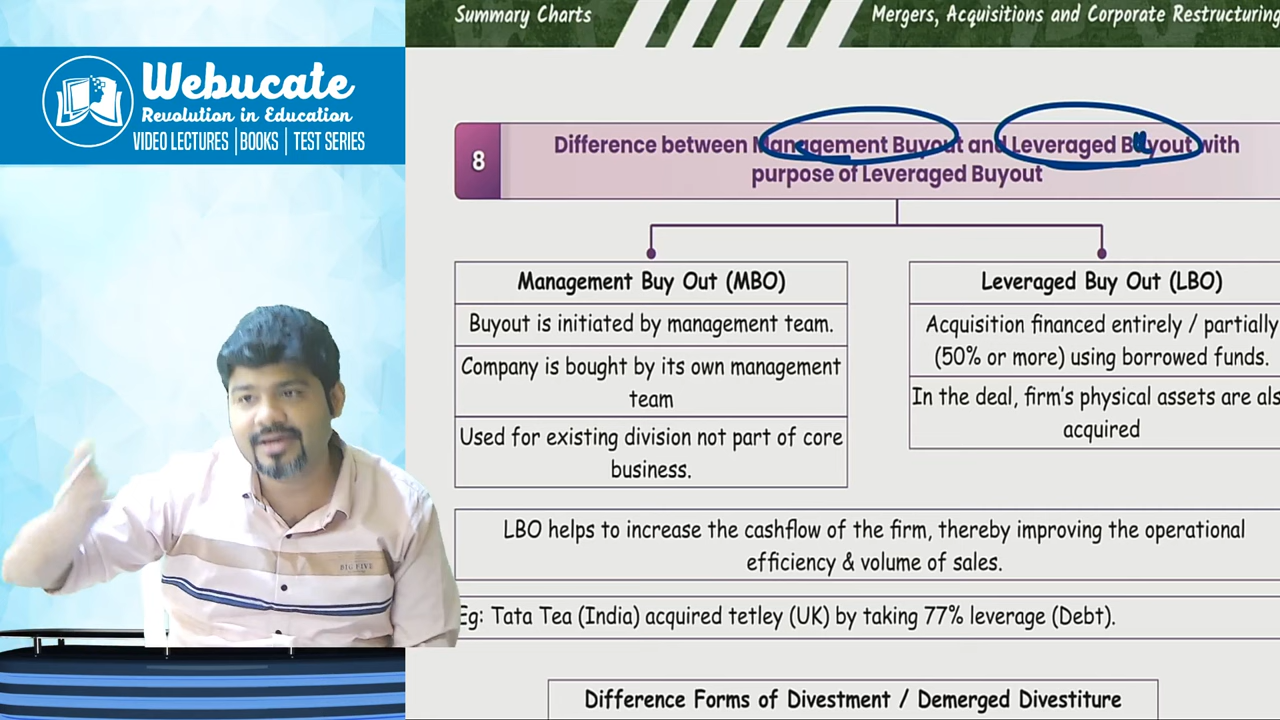 Summary Charts
Mergers, Acquisitions and Corporate Restructuring
Webucate
Revolution in Education
VIDEO LECTURES | BOOKS | TEST SERIES
8
Difference between Management Buyout and Leveraged Buyout with
purpose of Leveraged Buyout
Management Buy Out (MBO)
Buyout is initiated by management team.
Company is bought by its own management
team
Used for existing division not part of core
business.
Leveraged Buy Out (LBO)
Acquisition financed entirely / partially
(50% or more) using borrowed funds.
In the deal, firm's physical assets are als
acquired
LBO helps to increase the cashflow of the firm, thereby improving the operational
efficiency & volume of sales.
Eg: Tata Tea (India) acquired tetley (UK) by taking 77% leverage (Debt).
Difference Forms of Divestment / Demerged Divestiture
BIG FIVE